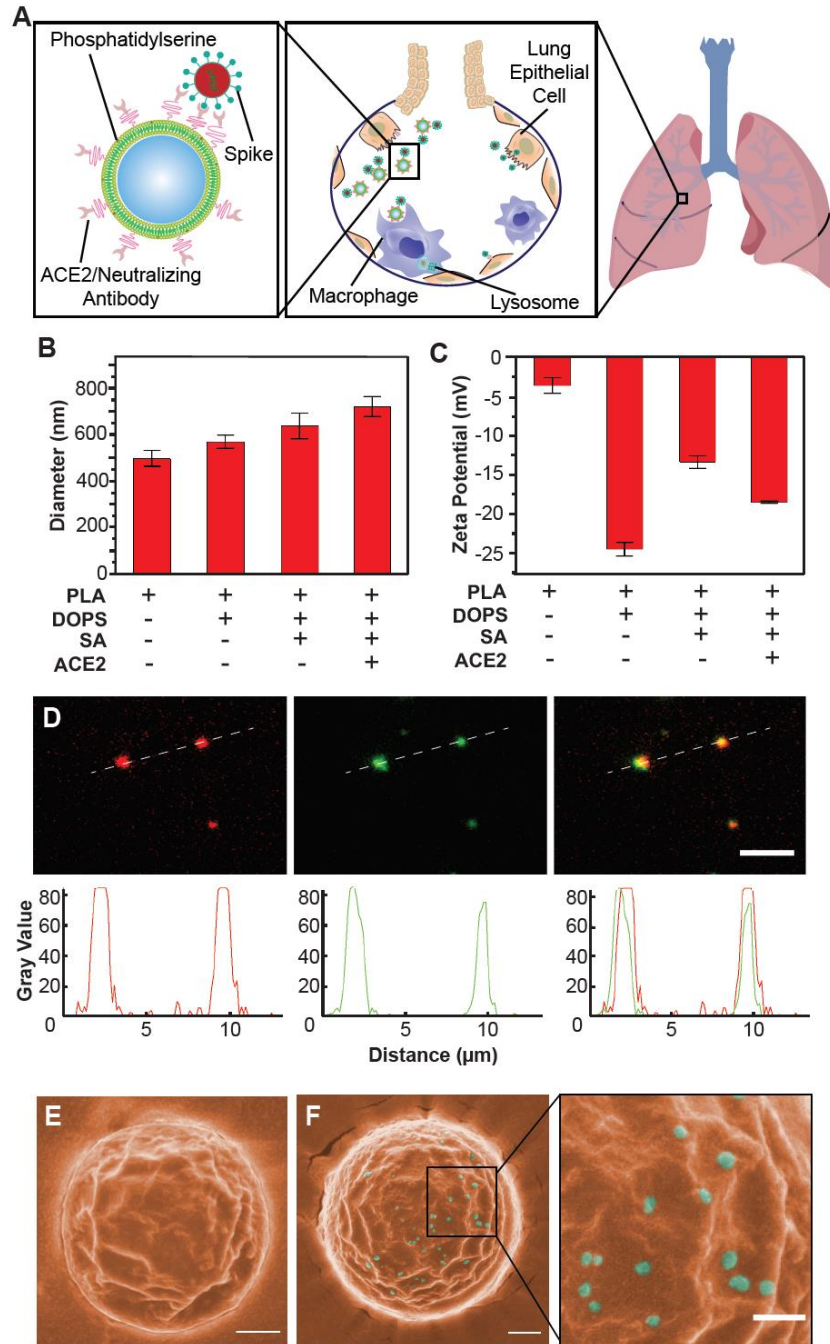 A
Phosphatidylserine
Spike
ACE2/Neutralizing
Antibody
Lung
Epithelial
Cell
Macrophage
Lysosome
B
Diameter (nm)
800
600
400
200
0
PLA + + + +
DOPS - + + +
SA - - + +
ACE2 - - - +
C
Zeta Potential (mV)
0
-5
-10
-15
-20
-25
PLA + + + +
DOPS - + + +
SA - - + +
ACE2 - - - +
D
Gray Value
80
60
40
20
0
5
10
80
60
40
20
0
5
10
80
60
40
20
0
5
10
Distance (µm)
E
F